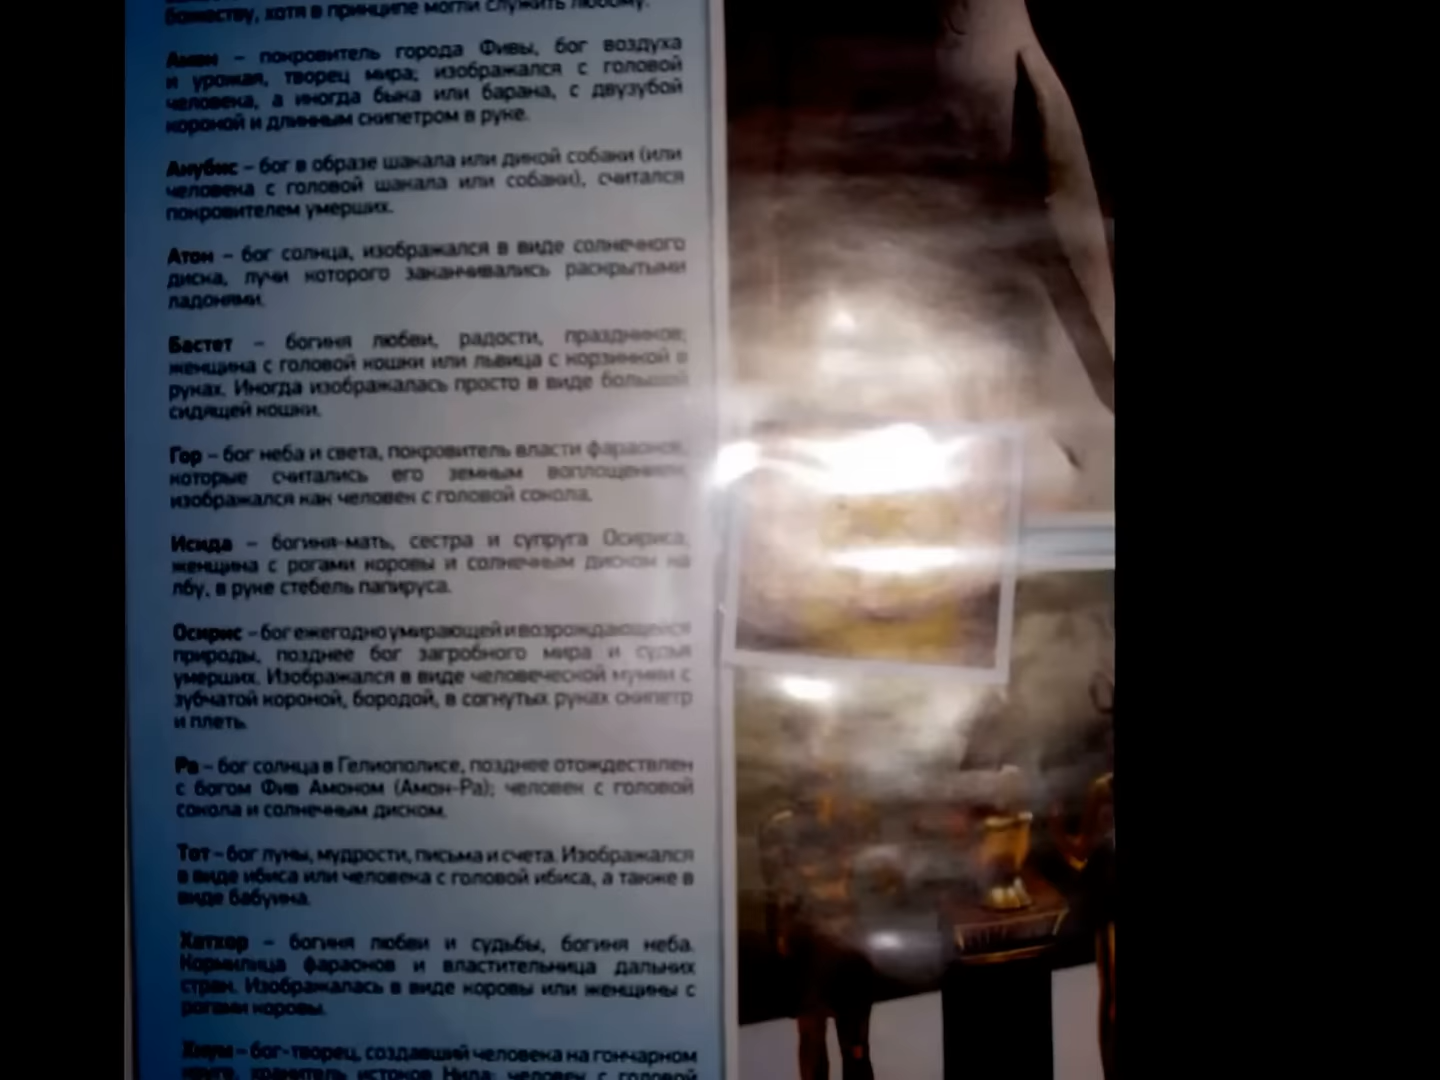 божеству, хотя в принципе могли служить любому.
Амон – покровитель города Фивы, бог воздуха
и урожая, творец мира; изображался с головой
человека, а иногда быка или барана, с двузубой
короной и длинным скипетром в руке.
Анубис – бог в образе шакала или дикой собаки (или
человека с головой шакала или собаки), считался
покровителем умерших.
Атон – бог солнца, изображался в виде солнечного
диска, лучи которого заканчивались раскрытыми
ладонями.
Бастет – богиня любви, радости, праздников;
женщина с головой кошки или львица с корзинкой в
руках. Иногда изображалась просто в виде большой
сидящей кошки.
Гор – бог неба и света, покровитель власти фараонов,
которые считались его земным воплощением,
изображался как человек с головой сокола.
Исида – богиня-мать, сестра и супруга Осириса,
женщина с рогами коровы и солнечным диском на
лбу, в руке стебель папируса.
Осирис – бог ежегодно умирающей и возрождающейся
природы, позднее бог загробного мира и судья
умерших. Изображался в виде человеческой мумии с
зубчатой короной, бородой, в согнутых руках скипетр
и плеть.
Ра – бог солнца в Гелиополисе, позднее отождествлен
с богом Фив Амоном (Амон-Ра); человек с головой
сокола и солнечным диском.
Тот – бог луны, мудрости, письма и счета. Изображался
в виде ибиса или человека с головой ибиса, а также в
виде бабуина.
Хатхор – богиня любви и судьбы, богиня неба.
Кормилица фараонов и властительница дальних
стран. Изображалась в виде коровы или женщины с
рогами коровы.
Хнум – бог-творец, создавший человека на гончарном
круге, хранитель истоков Нила; человек с головой